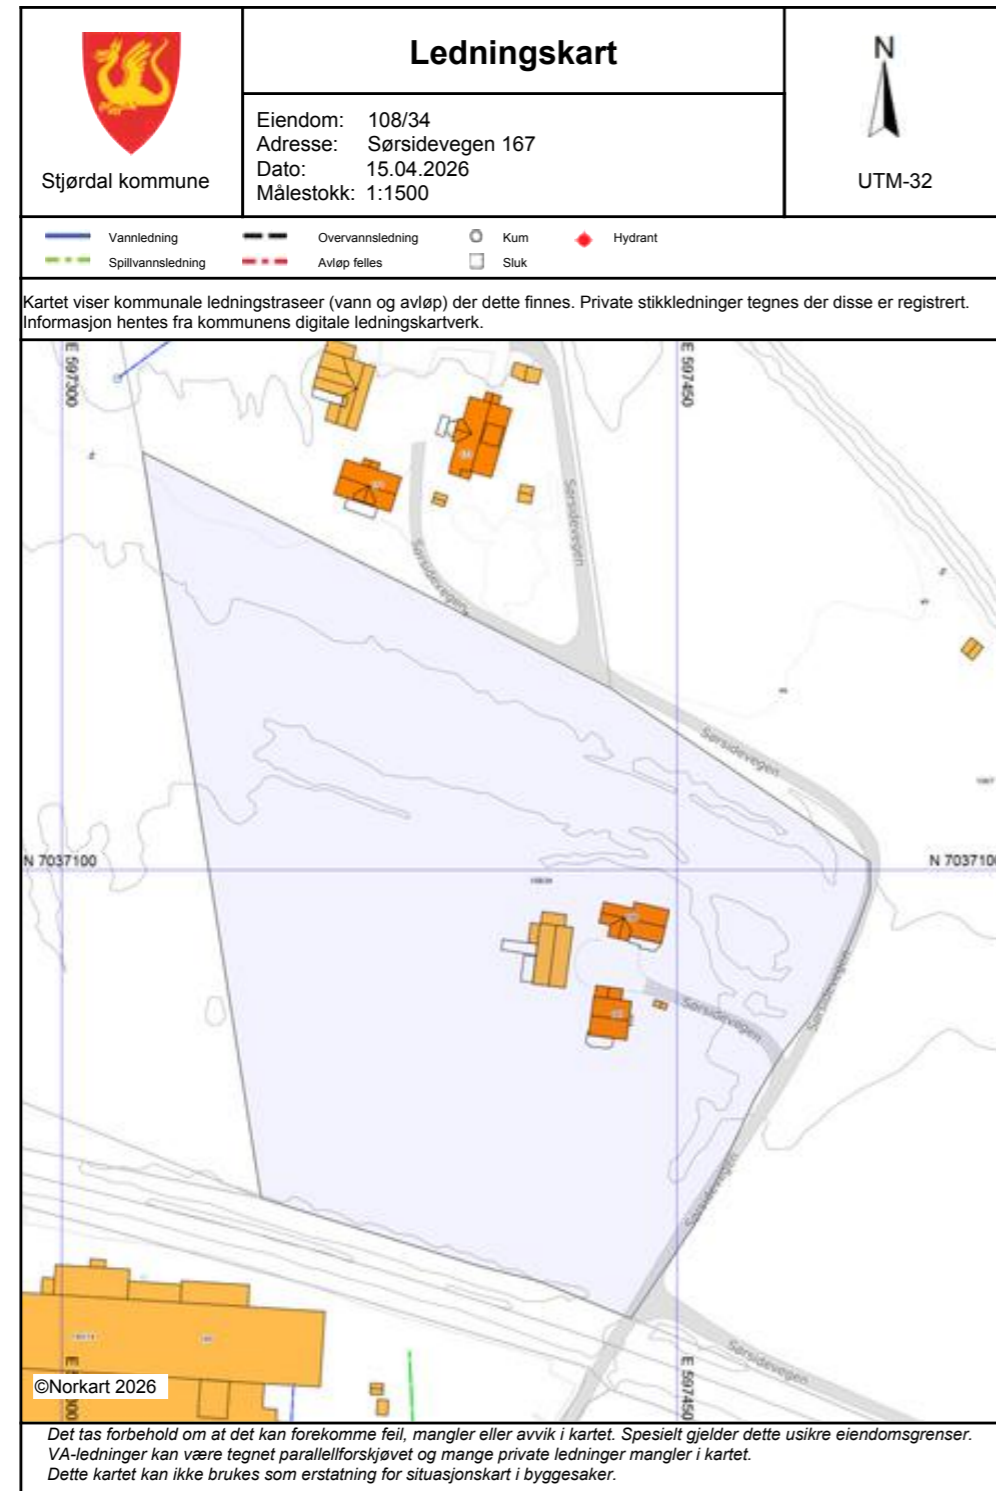 Ledningskart
N
Eiendom: 108/34
Adresse: Sørsidevegen 167
Dato: 15.04.2026
Målestokk: 1:1500
Stjørdal kommune
UTM-32
Vannledning
Overvannsledning
Kum
Hydrant
Spillvannsledning
Avløp felles
Sluk
Kartet viser kommunale ledningstraseer (vann og avløp) der dette finnes. Private stikkledninger tegnes der disse er registrert.
Informasjon hentes fra kommunens digitale ledningskartverk.
E 597300
E 597450
Sørsidevegen
Sørsidevegen
Sørsidevegen
N 7037100
N 7037100
Sørsidevegen
Sørsidevegen
Sørsidevegen
Sørsidevegen
E 597450
©Norkart 2026
Det tas forbehold om at det kan forekomme feil, mangler eller avvik i kartet. Spesielt gjelder dette usikre eiendomsgrenser.
VA-ledninger kan være tegnet parallellforskjøvet og mange private ledninger mangler i kartet.
Dette kartet kan ikke brukes som erstatning for situasjonskart i byggesaker.